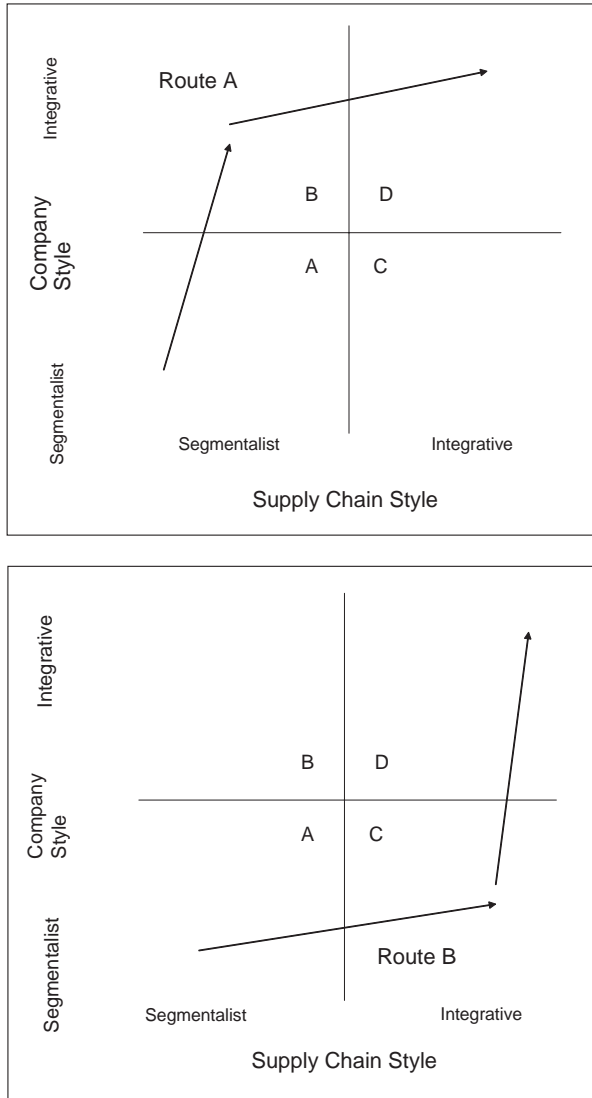 Route A
Integrative
B
D
Company
Style
A
C
Segmentalist
Segmentalist
Integrative
Supply Chain Style
Integrative
B
D
Company
Style
A
C
Segmentalist
Route B
Segmentalist
Integrative
Supply Chain Style